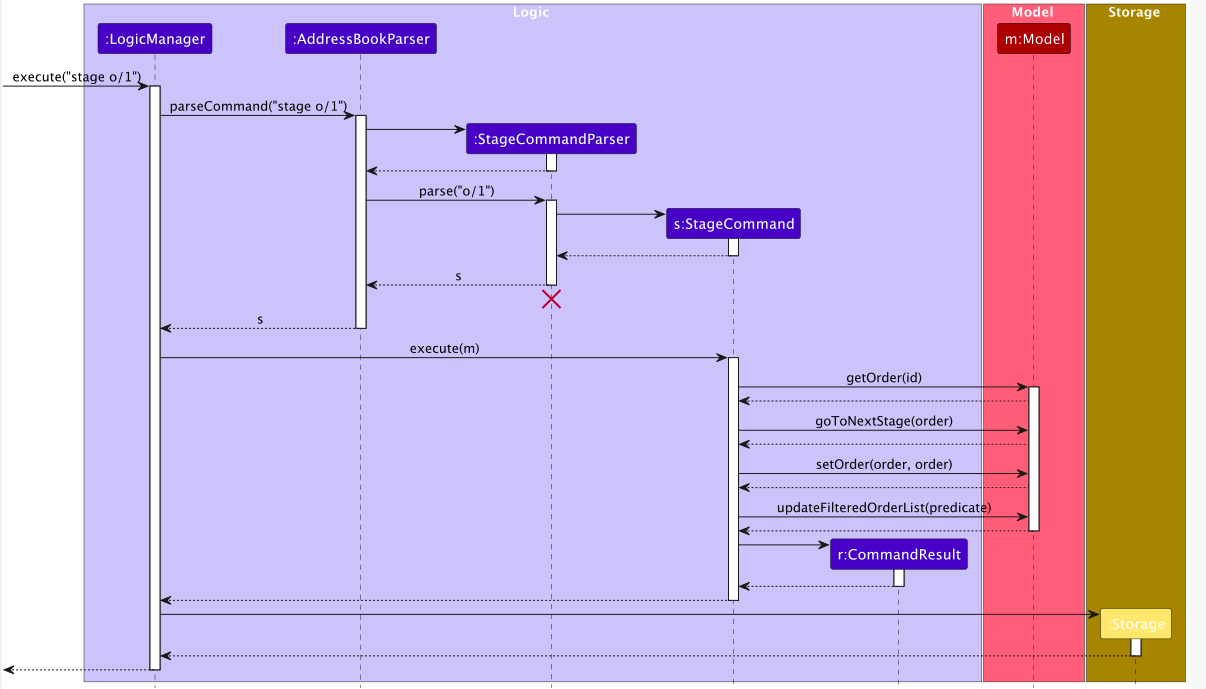 Logic
Model
Storage
:LogicManager
:AddressBookParser
m:Model
execute("stage o/1")
parseCommand("stage o/1")
:StageCommandParser
parse("o/1")
s:StageCommand
s
s
execute(m)
getOrder(id)
goToNextStage(order)
setOrder(order, order)
updateFilteredOrderList(predicate)
r:CommandResult
:Storage